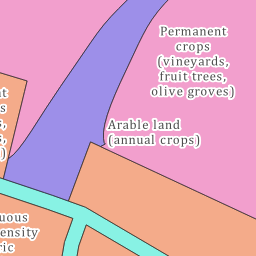 Permanent
crops
(vineyards,
fruit trees,
olive groves)
Arable land
(annual crops)